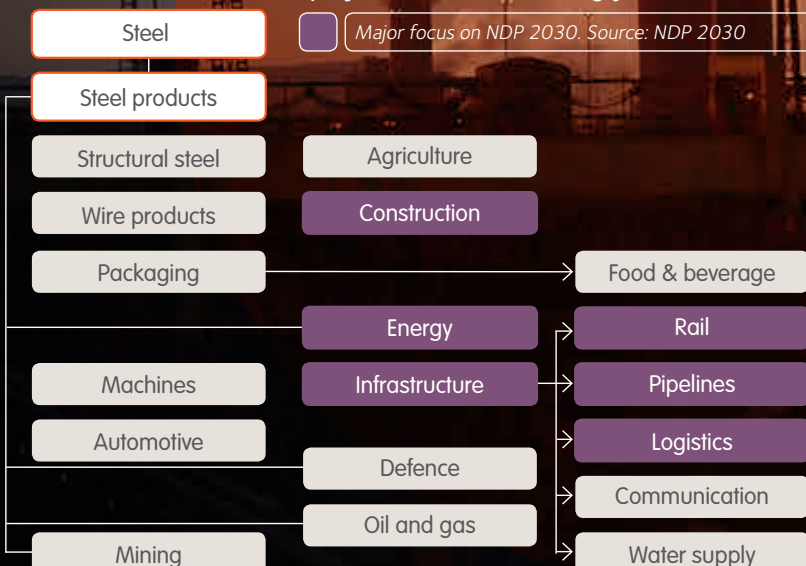 Steel
Major focus on NDP 2030. Source: NDP 2030
Steel products
Structural steel
Agriculture
Wire products
Construction
Packaging
Food & beverage
Energy
Rail
Machines
Infrastructure
Pipelines
Automotive
Logistics
Defence
Communication
Oil and gas
Mining
Water supply